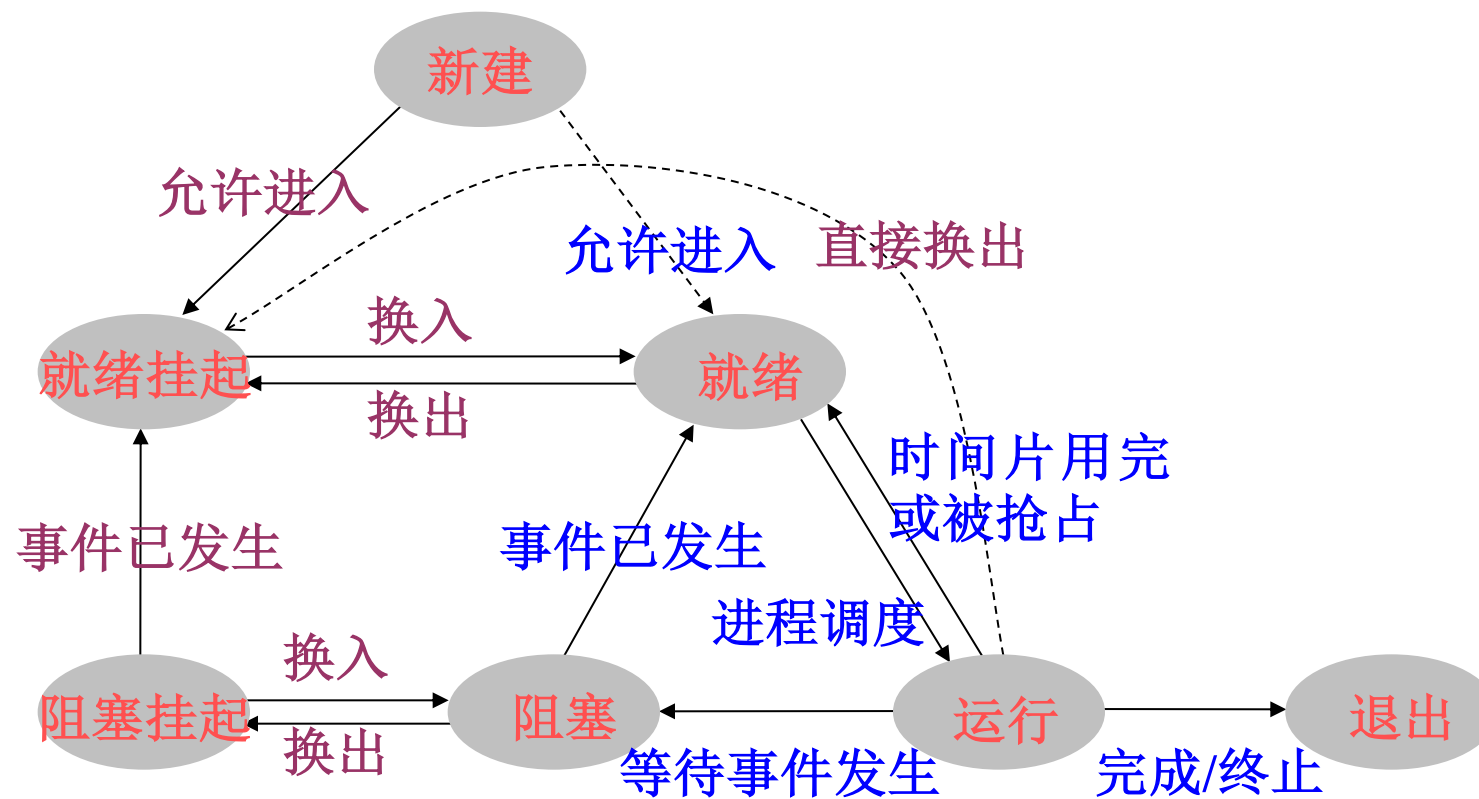 新建
允许进入
允许进入
直接换出
换入
就绪挂起
就绪
换出
时间片用完
或被抢占
事件已发生
事件已发生
进程调度
换入
阻塞挂起
阻塞
运行
退出
换出
等待事件发生
完成/终止